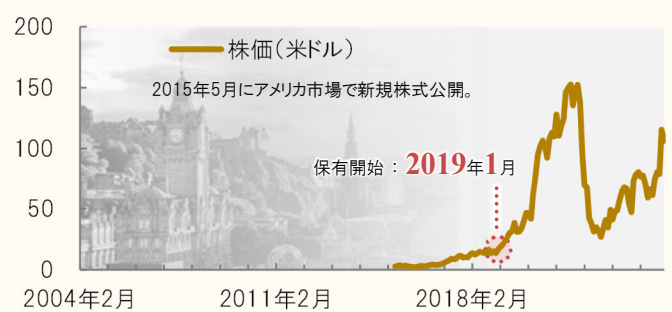 200
株価(米ドル)
2015年5月にアメリカ市場で新規株式公開。
150
100
保有開始：2019年1月
50
0
2004年2月 2011年2月 2018年2月